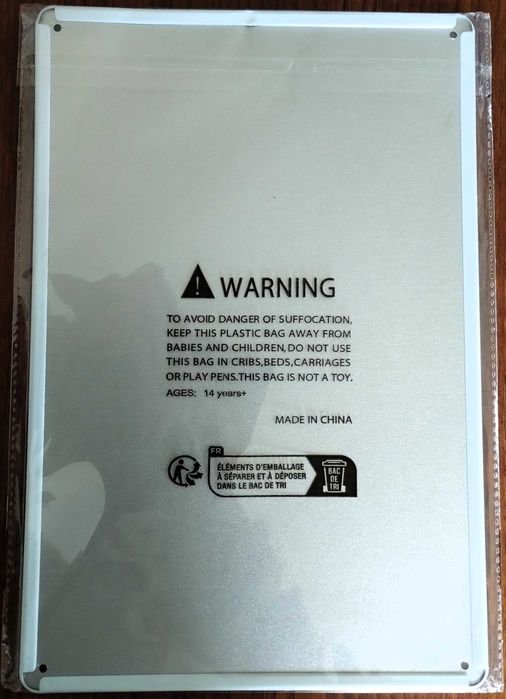 WARNING
TO AVOID DANGER OF SUFFOCATION,
KEEP THIS PLASTIC BAG AWAY FROM
BABIES AND CHILDREN,DO NOT USE
THIS BAG IN CRIBS,BEDS,CARRIAGES
OR PLAY PENS.THIS BAG IS NOT A TOY.
AGES: 14 years+
MADE IN CHINA
FR
ÉLÉMENTS D'EMBALLAGE
À SÉPARER ET À DÉPOSER
DANS LE BAC DE TRI
BAC
DE
TRI